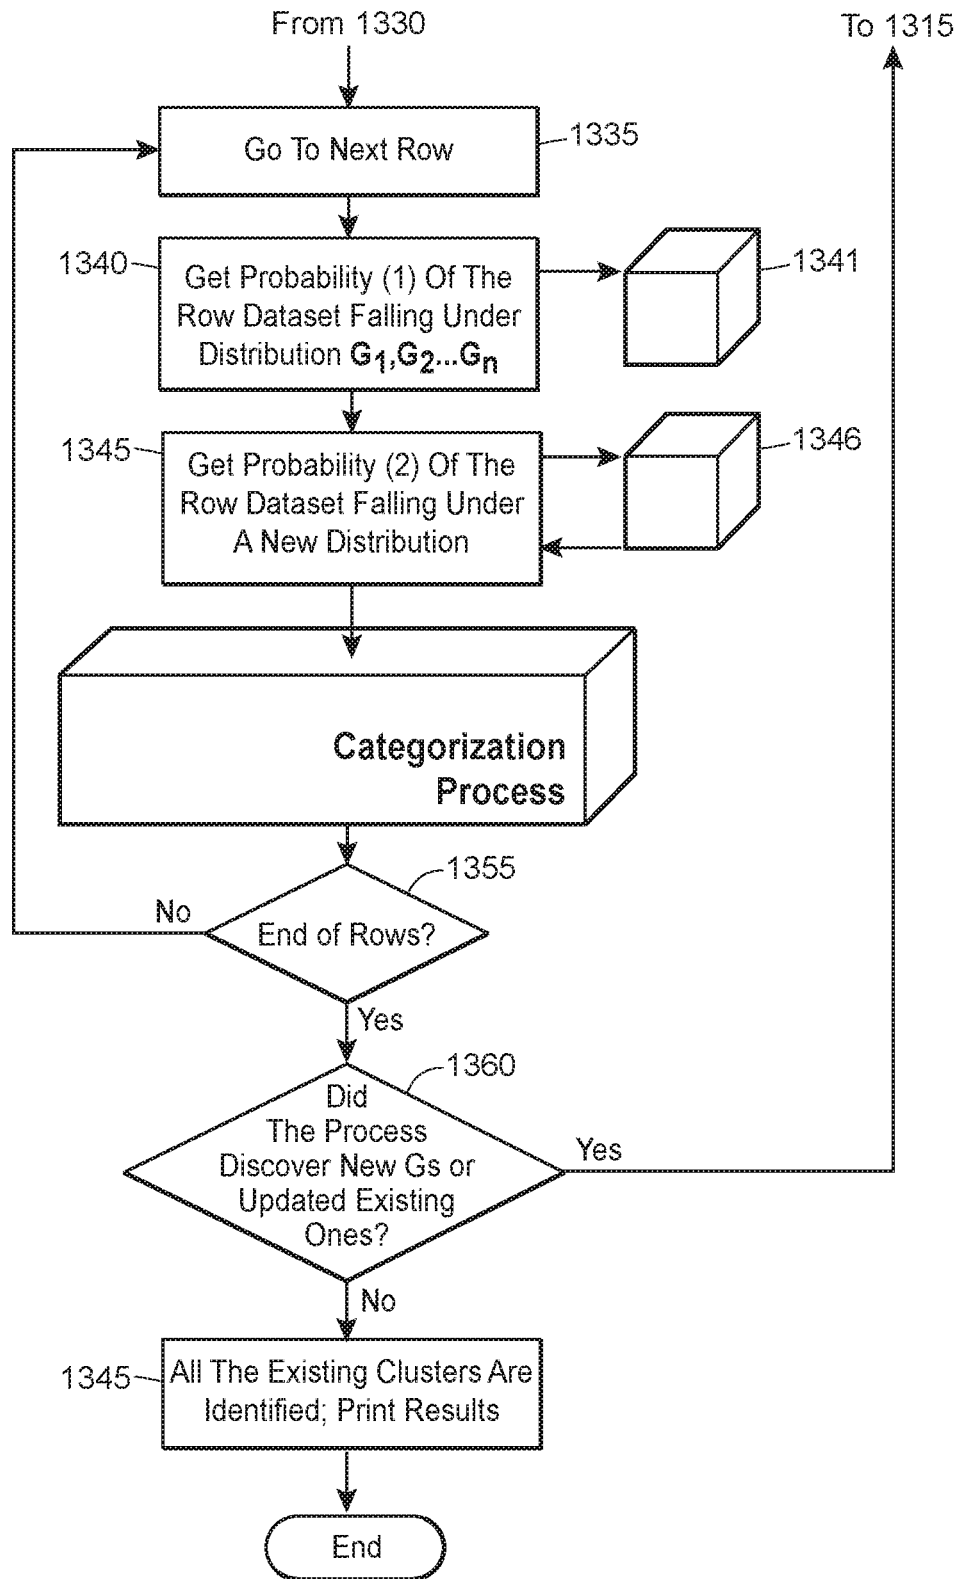 From 1330
To 1315
Go To Next Row
1335
1340
Get Probability (1) Of The
Row Dataset Falling Under
Distribution G1,G2...Gn
1341
1345
Get Probability (2) Of The
Row Dataset Falling Under
A New Distribution
1346
Categorization
Process
1355
No
End of Rows?
Yes
1360
Did
The Process
Discover New Gs or
Updated Existing
Ones?
Yes
No
1345
All The Existing Clusters Are
Identified; Print Results
End